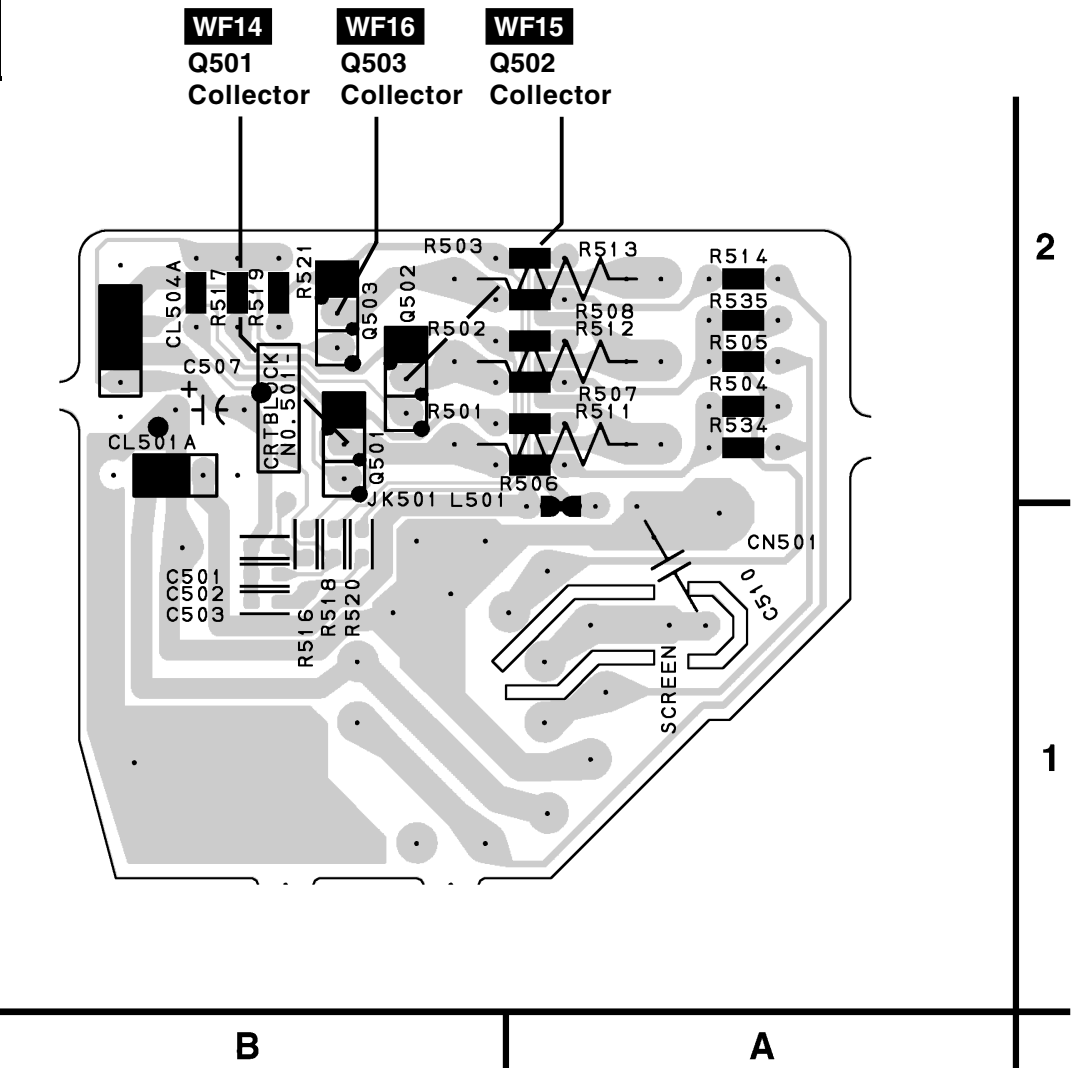 WF14
Q501
Collector
WF16
Q503
Collector
WF15
Q502
Collector
2
CL504A
R517
R519
R521
Q503
Q502
R503
R513
R514
R508
R535
R502
R512
R505
C507
+
R507
R504
R501
R511
R534
CRTBLOCK
NO.501-
CL501A
Q501
R506
JK501
L501
CN501
C501
C502
C503
R516
R518
R520
C510
SCREEN
1
B
A